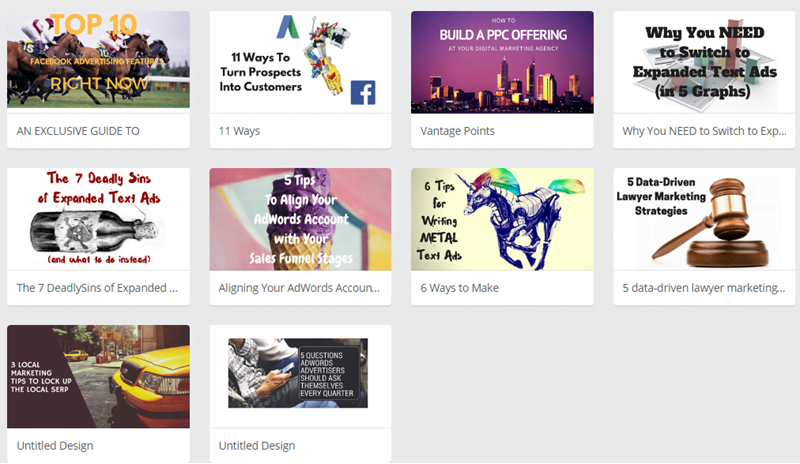 TOP 10
FACEBOOK ADVERTISING FEATURES
RIGHT NOW
AN EXCLUSIVE GUIDE TO
11 Ways To
Turn Prospects
Into Customers
f
11 Ways
HOW TO
BUILD A PPC OFFERING
AT YOUR DIGITAL MARKETING AGENCY
Vantage Points
Why You NEED
to Switch to
Expanded Text Ads
(in 5 Graphs)
Why You NEED to Switch to Exp...
The 7 Deadly Sins
of Expanded Text Ads
(and what to do instead)
The 7 DeadlySins of Expanded ...
5 Tips
To Align Your
AdWords Account
with Your
Sales Funnel Stages
Aligning Your AdWords Accoun...
6 Tips
for
Writing
METAL
Text Ads
6 Ways to Make
5 Data-Driven
Lawyer Marketing
Strategies
5 data-driven lawyer marketing...
3 LOCAL
MARKETING
TIPS TO LOCK UP
THE LOCAL SERP
Untitled Design
5 QUESTIONS
ADWORDS
ADVERTISERS
SHOULD ASK
THEMSELVES
EVERY QUARTER
Untitled Design